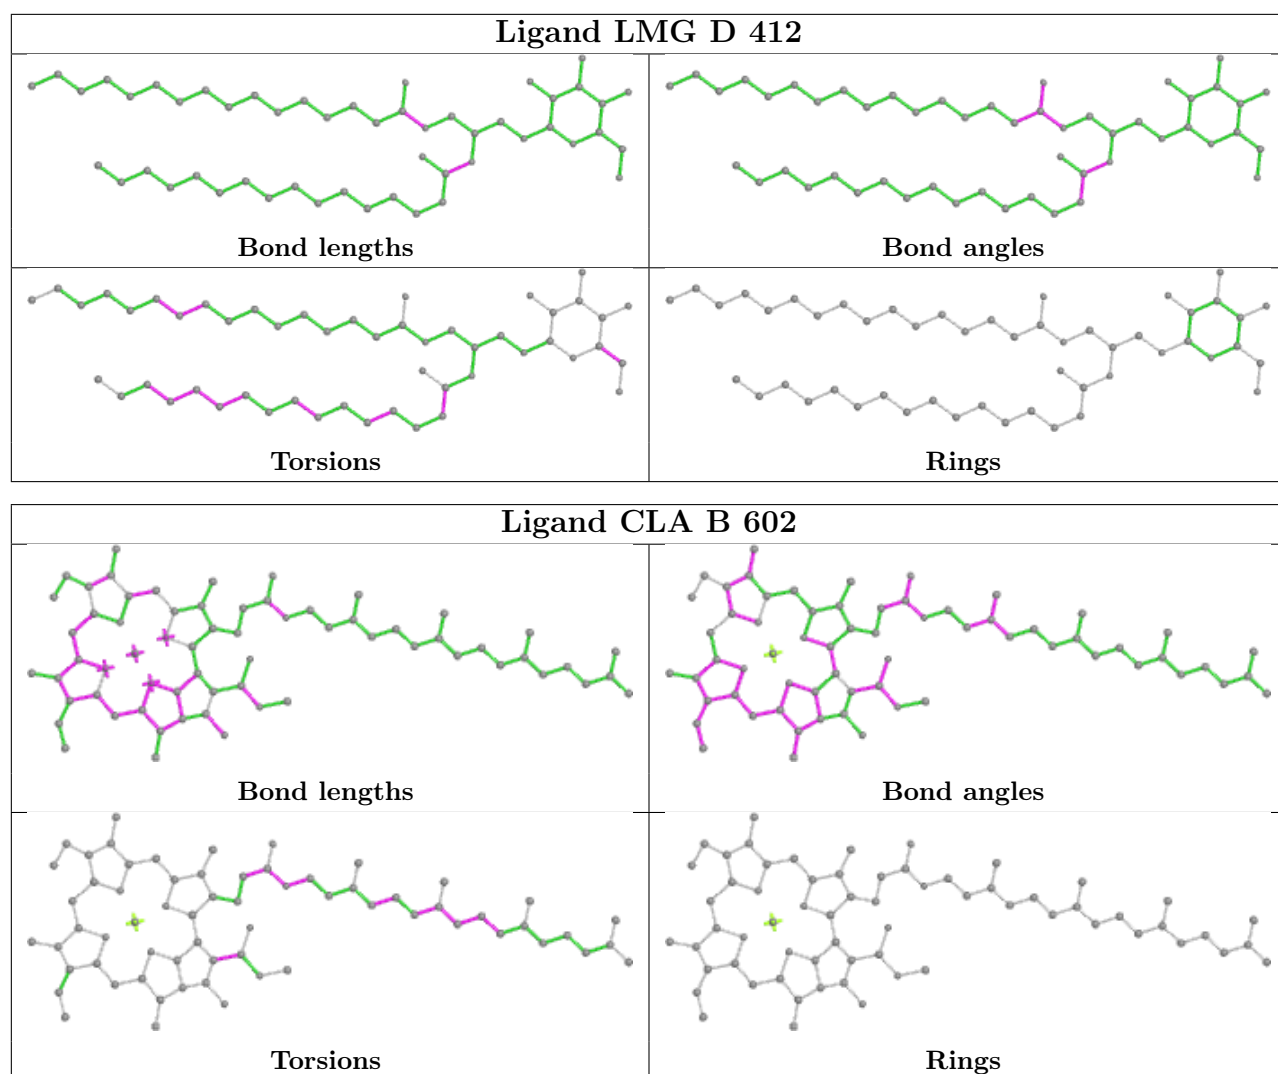 Ligand LMG D 412
Bond lengths
Bond angles
Torsions
Rings
Ligand CLA B 602
Bond lengths
Bond angles
Torsions
Rings